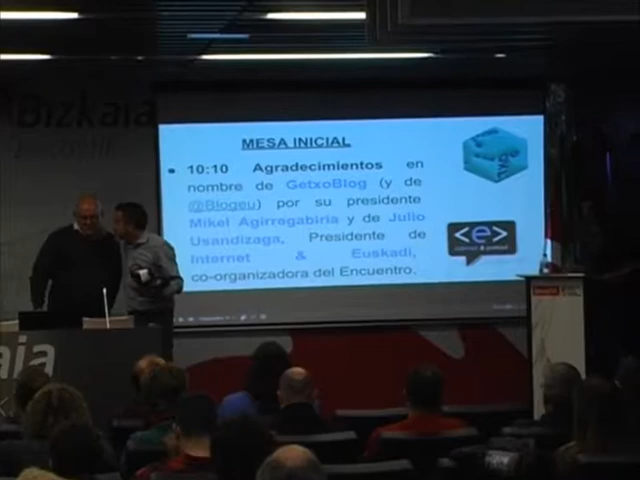 Bizkaia
MESA INICIAL
• 10:10 Agradecimientos en
nombre de GetxoBlog (y de
@Blogeu) por su presidente
Mikel Agirregabiria y de Julio
Usandizaga, Presidente de
Internet & Euskadi,
co-organizadora del Encuentro.
<e>
aia